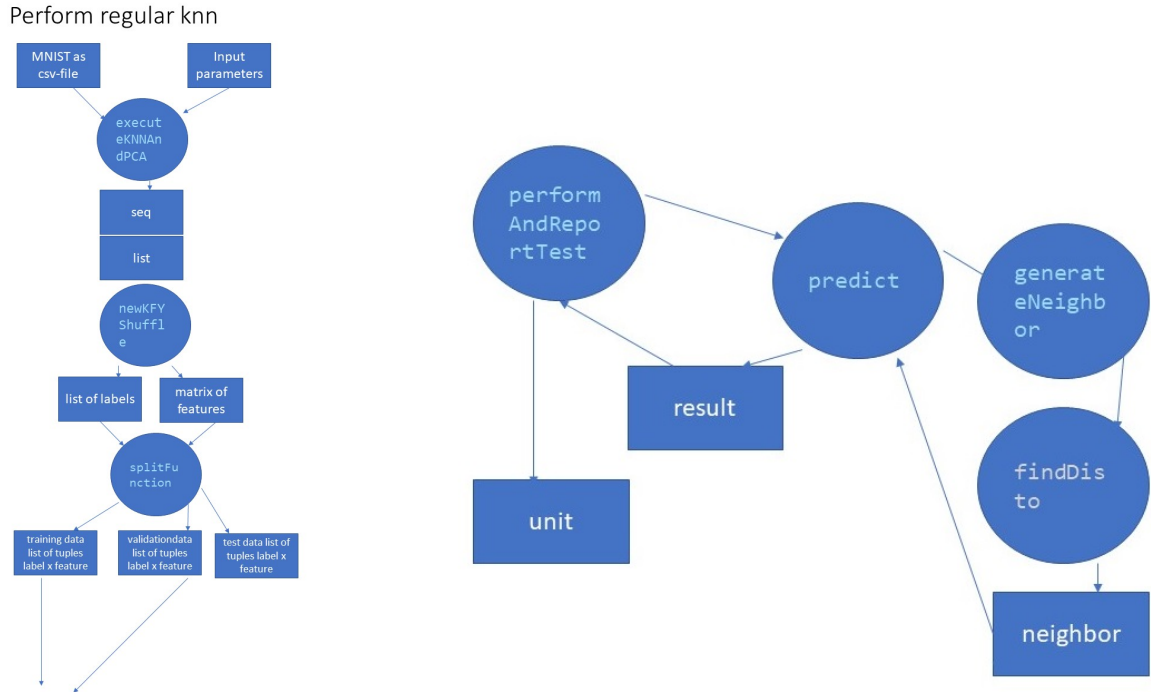 Perform regular knn
MNIST as
csv-file
Input
parameters
execut
eKNNAn
dPCA
seq
list
newKFY
Shuffl
e
list of labels
matrix of
features
splitFu
nction
training data
list of tuples
label x feature
validationdata
list of tuples
label x feature
test data list of
tuples label x
feature
perform
AndRepo
rtTest
predict
generat
eNeighb
or
result
findDis
to
unit
neighbor